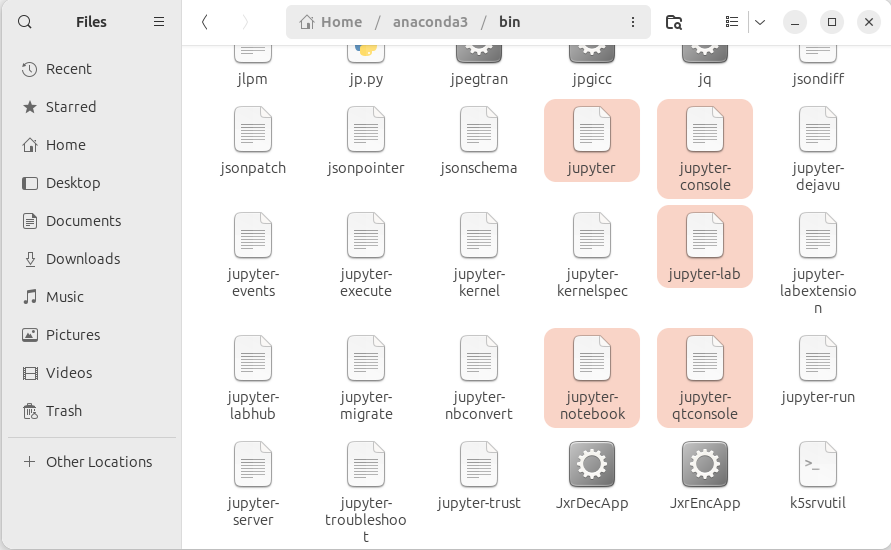 Files
Home / anaconda3 / bin
Recent
Starred
Home
Desktop
Documents
Downloads
Music
Pictures
Videos
Trash
Other Locations
jlpm
jp.py
jpegtran
jpgicc
jq
jsondiff
jsonpatch
jsonpointer
jsonschema
jupyter
jupyter-
console
jupyter-
dejavu
jupyter-
events
jupyter-
execute
jupyter-
kernel
jupyter-
kernelspec
jupyter-lab
jupyter-
labextensio
n
jupyter-
labhub
jupyter-
migrate
jupyter-
nbconvert
jupyter-
notebook
jupyter-
qtconsole
jupyter-run
jupyter-
server
jupyter-
troubleshoo
t
jupyter-trust
JxrDecApp
JxrEncApp
>_
k5srvutil